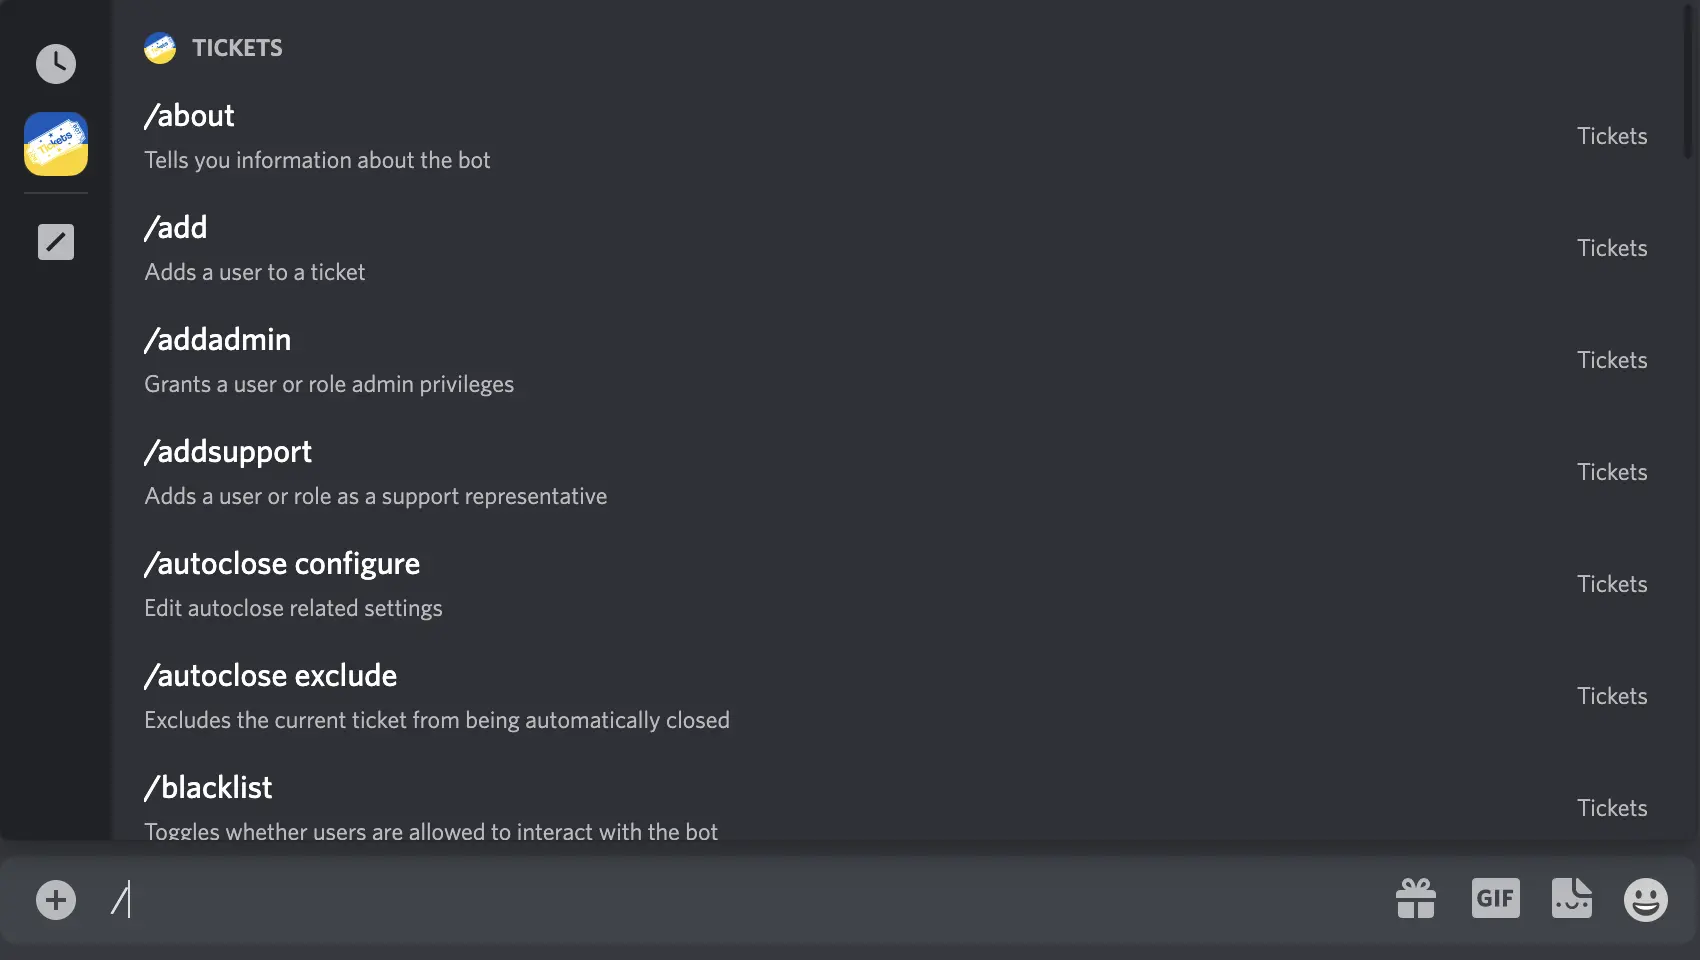 TICKETS
/about
Tells you information about the bot
Tickets
/add
Adds a user to a ticket
Tickets
/addadmin
Grants a user or role admin privileges
Tickets
/addsupport
Adds a user or role as a support representative
Tickets
/autoclose configure
Edit autoclose related settings
Tickets
/autoclose exclude
Excludes the current ticket from being automatically closed
Tickets
/blacklist
Toggles whether users are allowed to interact with the bot
Tickets
Tickets
/
GIF